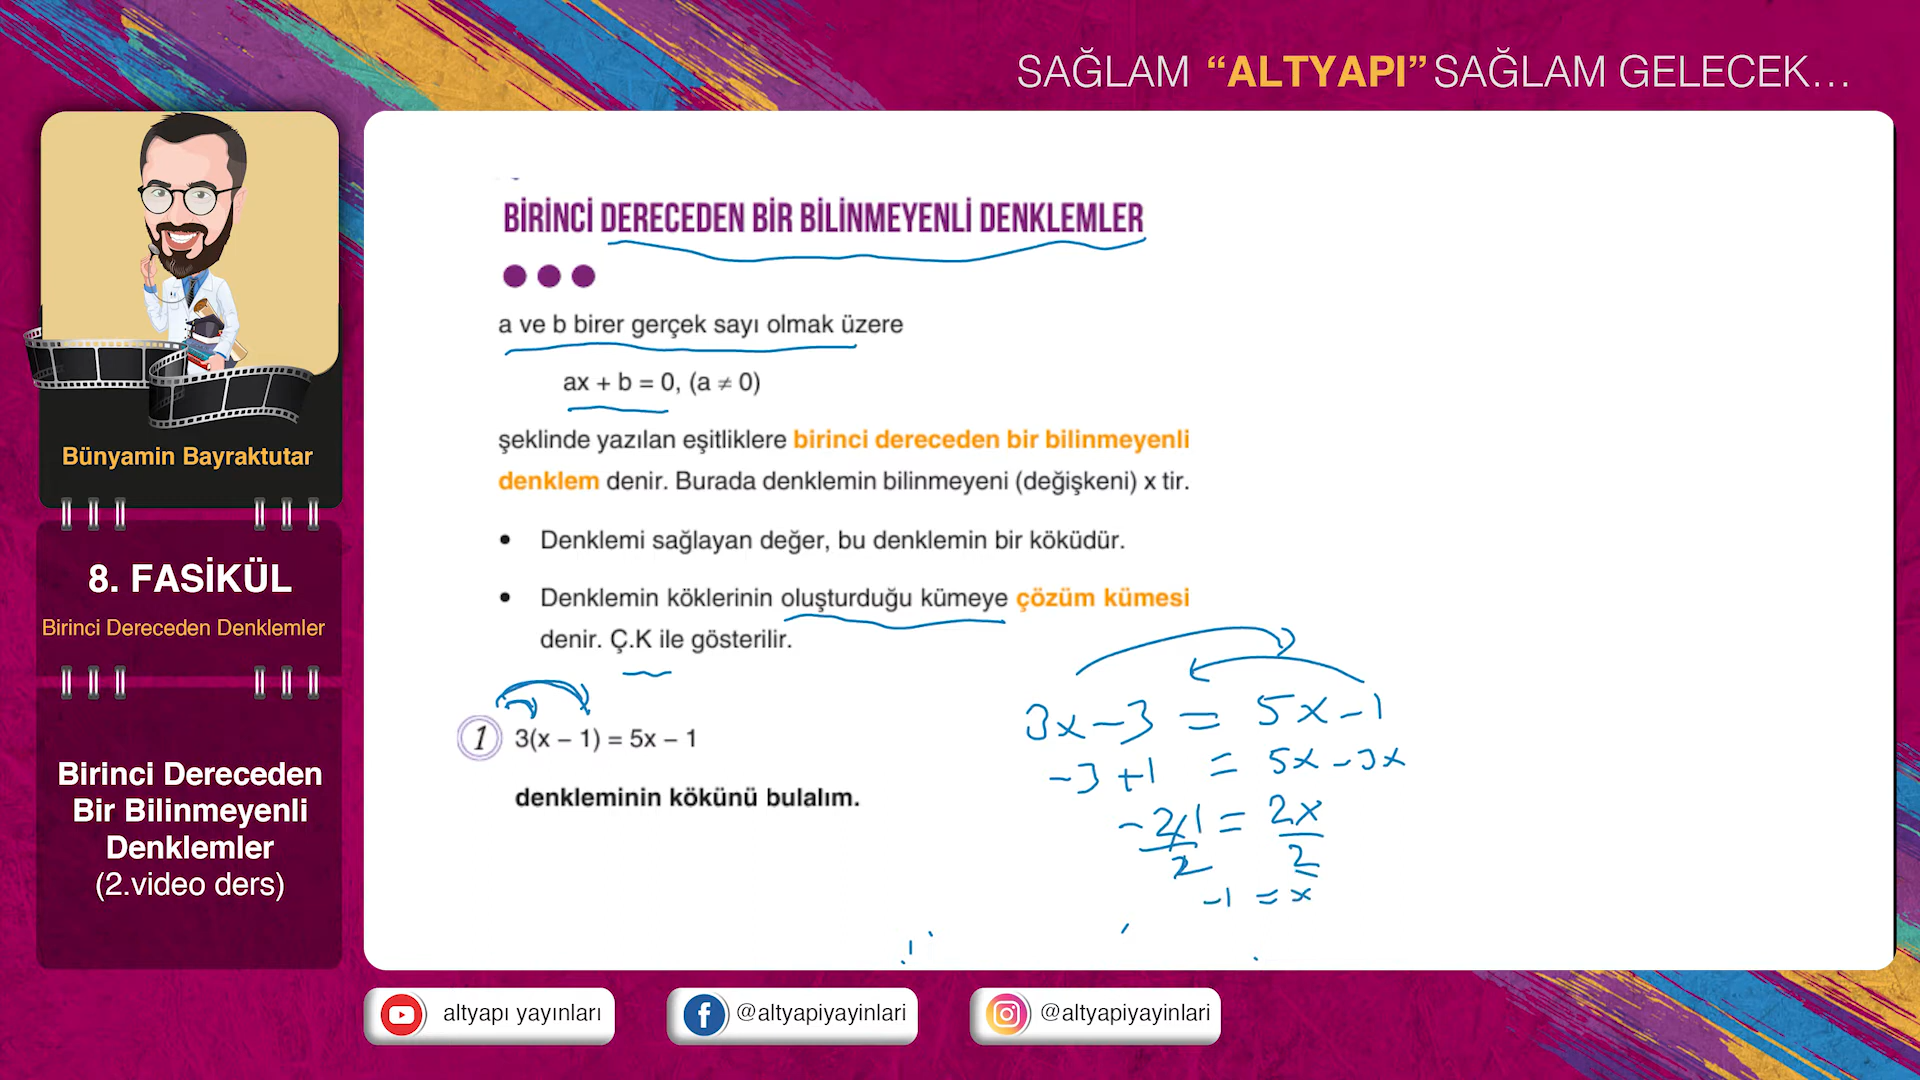 SAĞLAM “ALTYAPI” SAĞLAM GELECEK...
Bünyamin Bayraktutar
8. FASİKÜL
Birinci Dereceden Denklemler
Birinci Dereceden
Bir Bilinmeyenli
Denklemler
(2.video ders)
BİRİNCİ DERECEDEN BİR BİLİNMEYENLİ DENKLEMLER
a ve b birer gerçek sayı olmak üzere
ax + b = 0, (a ≠ 0)
şeklinde yazılan eşitliklere birinci dereceden bir bilinmeyenli
denklem denir. Burada denklemin bilinmeyeni (değişkeni) x tir.
• Denklemi sağlayan değer, bu denklemin bir köküdür.
• Denklemin köklerinin oluşturduğu kümeye çözüm kümesi
denir. Ç.K ile gösterilir.
1 3(x – 1) = 5x – 1
denkleminin kökünü bulalım.
3x – 3 = 5x – 1
–3 + 1 = 5x – 3x
–2 1 = 2x
2 2
–1 = x
altyapı yayınları
@altyapiyayinlari
@altyapiyayinlari